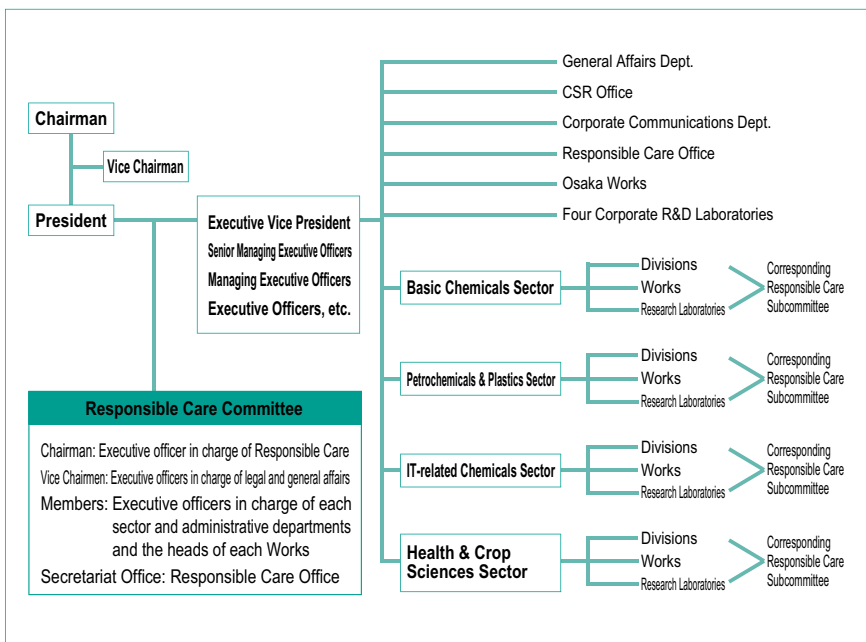 Chairman
Vice Chairman
President
Executive Vice President
Senior Managing Executive Officers
Managing Executive Officers
Executive Officers, etc.
Responsible Care Committee
Chairman: Executive officer in charge of Responsible Care
Vice Chairmen: Executive officers in charge of legal and general affairs
Members: Executive officers in charge of each
sector and administrative departments
and the heads of each Works
Secretariat Office: Responsible Care Office
General Affairs Dept.
CSR Office
Corporate Communications Dept.
Responsible Care Office
Osaka Works
Four Corporate R&D Laboratories
Basic Chemicals Sector
Divisions
Works
Research Laboratories
Corresponding
Responsible Care
Subcommittee
Petrochemicals & Plastics Sector
Divisions
Works
Research Laboratories
Corresponding
Responsible Care
Subcommittee
IT-related Chemicals Sector
Divisions
Works
Research Laboratories
Corresponding
Responsible Care
Subcommittee
Health & Crop
Sciences Sector
Divisions
Works
Research Laboratories
Corresponding
Responsible Care
Subcommittee